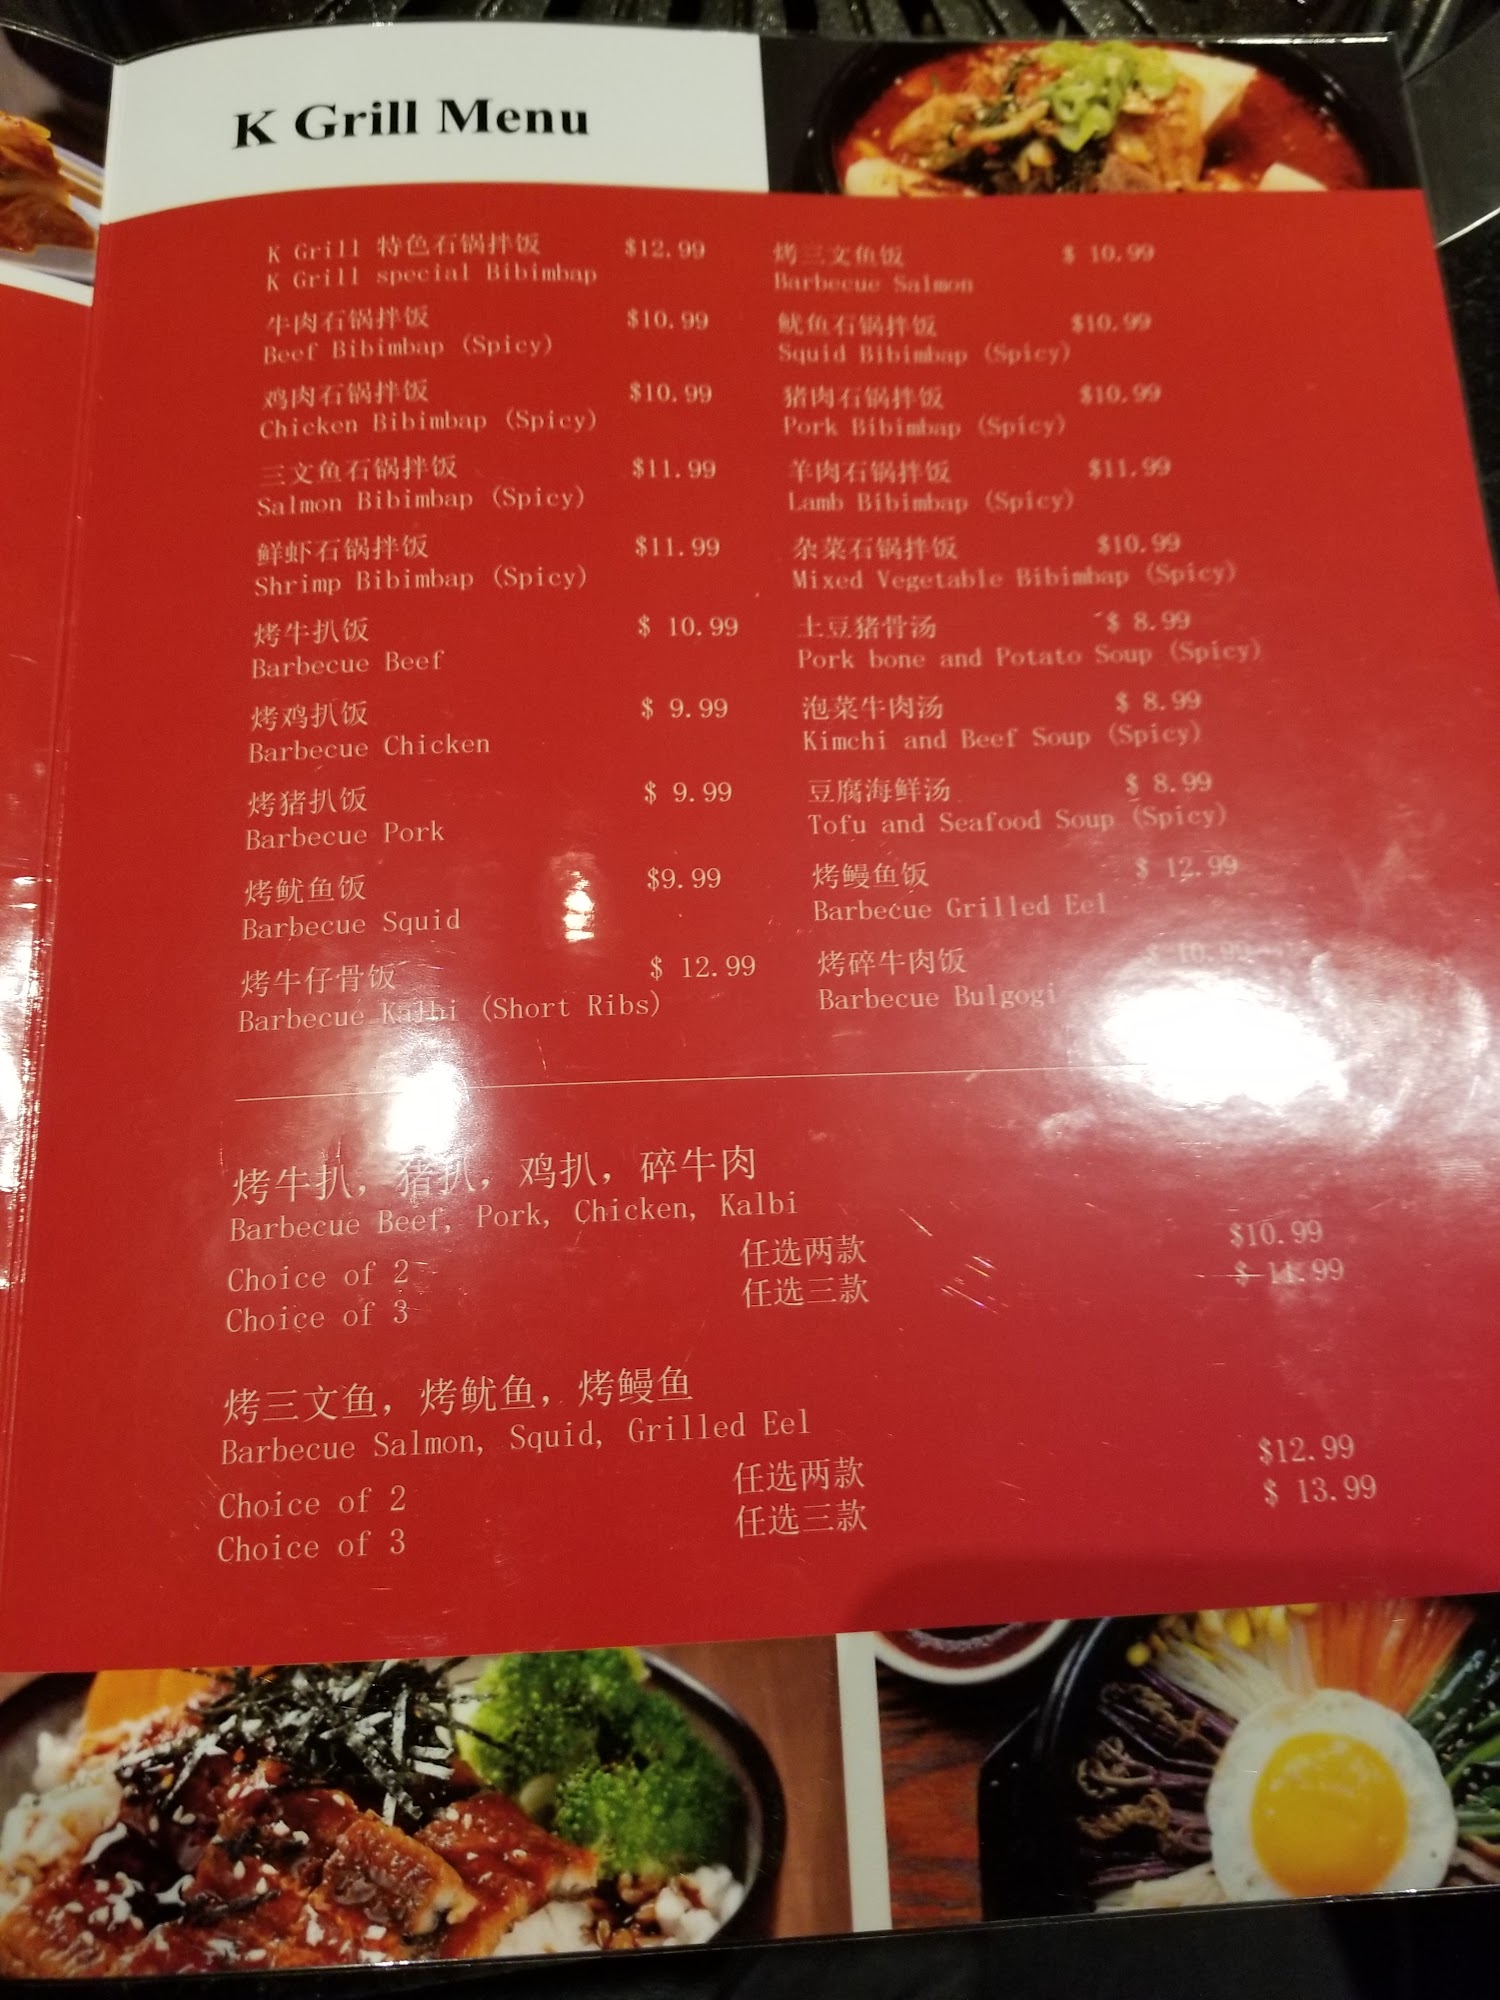 K Grill Menu
K Grill 特色石锅拌饭 $12.99
K Grill special Bibimbap
牛肉石锅拌饭 $10.99
Beef Bibimbap (Spicy)
鸡肉石锅拌饭 $10.99
Chicken Bibimbap (Spicy)
三文鱼石锅拌饭 $11.99
Salmon Bibimbap (Spicy)
鲜虾石锅拌饭 $11.99
Shrimp Bibimbap (Spicy)
烤牛扒饭 $ 10.99
Barbecue Beef
烤鸡扒饭 $ 9.99
Barbecue Chicken
烤猪扒饭 $ 9.99
Barbecue Pork
烤鱿鱼饭 $9.99
Barbecue Squid
烤牛仔骨饭 $ 12.99
Barbecue Kalbi (Short Ribs)
烤三文鱼饭 $ 10.99
Barbecue Salmon
鱿鱼石锅拌饭 $10.99
Squid Bibimbap (Spicy)
猪肉石锅拌饭 $10.99
Pork Bibimbap (Spicy)
羊肉石锅拌饭 $11.99
Lamb Bibimbap (Spicy)
杂菜石锅拌饭 $10.99
Mixed Vegetable Bibimbap (Spicy)
土豆猪骨汤 $ 8.99
Pork bone and Potato Soup (Spicy)
泡菜牛肉汤 $ 8.99
Kimchi and Beef Soup (Spicy)
豆腐海鲜汤 $ 8.99
Tofu and Seafood Soup (Spicy)
烤鳗鱼饭 $ 12.99
Barbecue Grilled Eel
烤碎牛肉饭 $ 10.99
Barbecue Bulgogi
烤牛扒，猪扒，鸡扒，碎牛肉
Barbecue Beef, Pork, Chicken, Kalbi
Choice of 2 任选两款 $10.99
Choice of 3 任选三款 $ 11.99
烤三文鱼，烤鱿鱼，烤鳗鱼
Barbecue Salmon, Squid, Grilled Eel
Choice of 2 任选两款 $12.99
Choice of 3 任选三款 $ 13.99